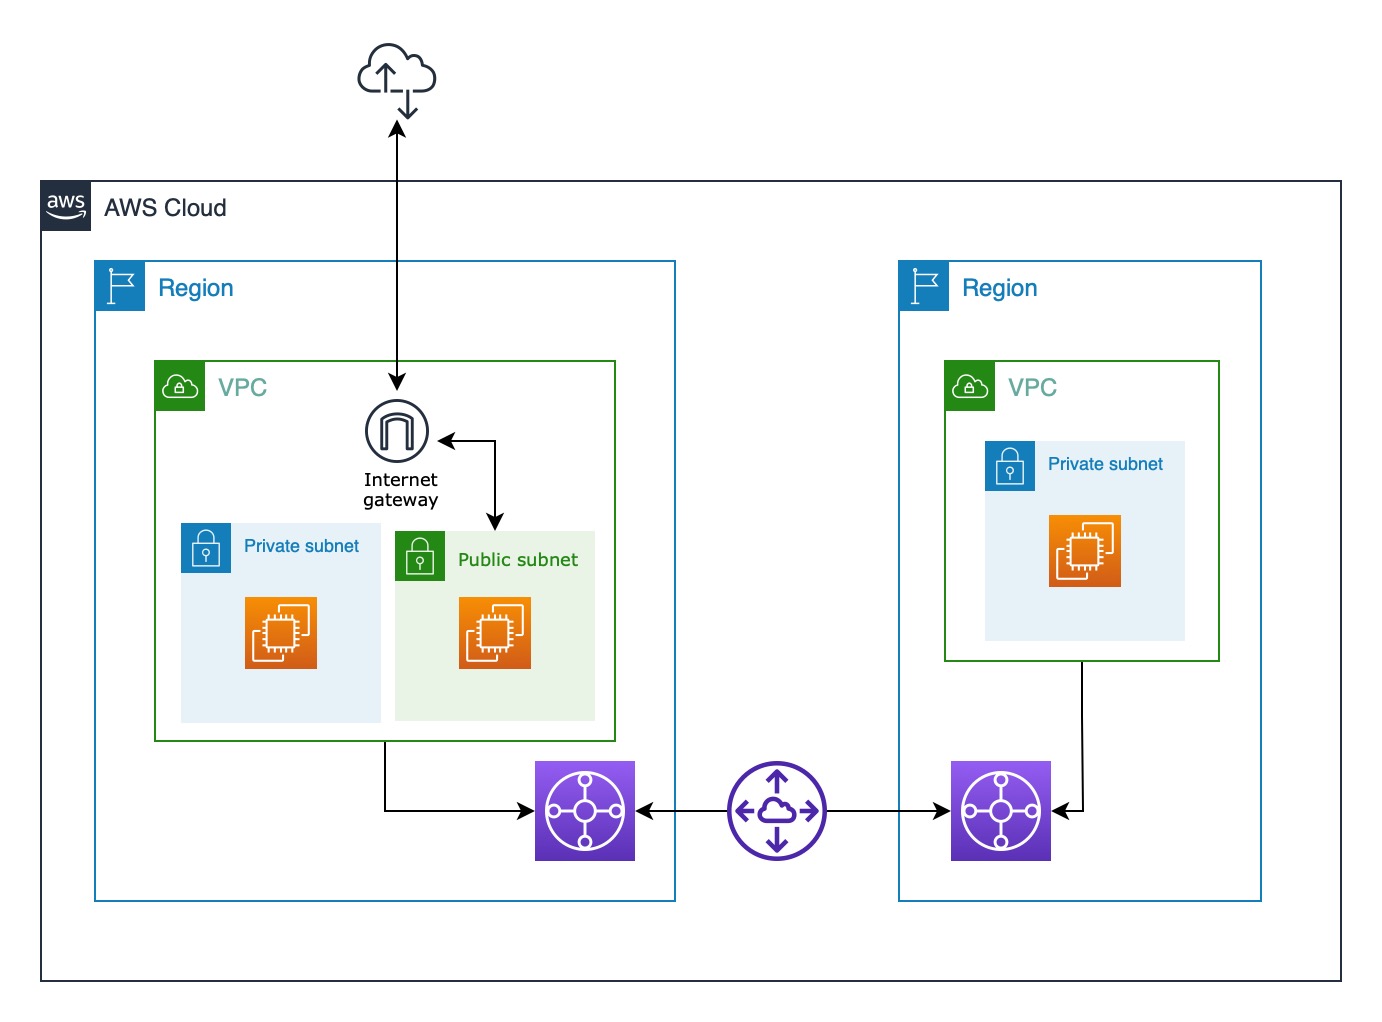 aws
AWS Cloud
Region
VPC
Internet
gateway
Private subnet
Public subnet
Region
VPC
Private subnet